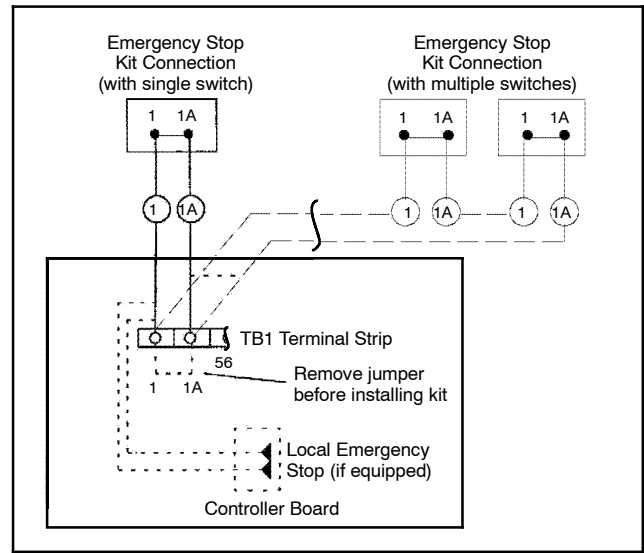 Emergency Stop
Kit Connection
(with single switch)
Emergency Stop
Kit Connection
(with multiple switches)
1 1A
1 1A
1 1A
1 1A
1 1A
1 1A
TB1 Terminal Strip
56
1 1A
Remove jumper
before installing kit
Local Emergency
Stop (if equipped)
Controller Board